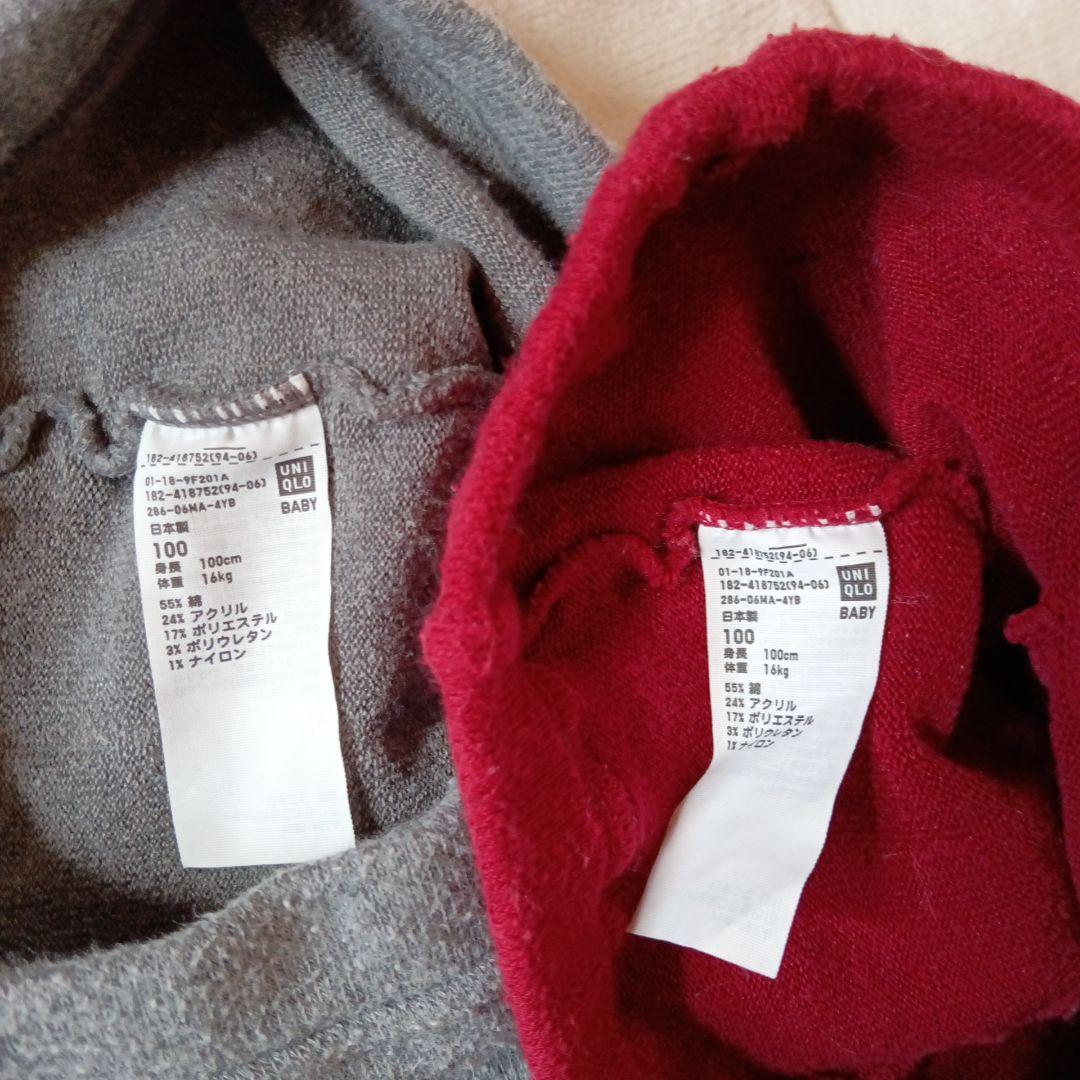 182-418752(94-06)
01-18-9F201A
182-418752(94-06)
286-06MA-4YB
UNI
QLO
BABY
日本製
100
身長 100cm
体重 16kg
55% 綿
24% アクリル
17% ポリエステル
3% ポリウレタン
1% ナイロン
182-418752(94-06)
01-18-9F201A
182-418752(94-06)
286-06MA-4YB
UNI
QLO
BABY
日本製
100
身長 100cm
体重 16kg
55% 綿
24% アクリル
17% ポリエステル
3% ポリウレタン
1% ナイロン